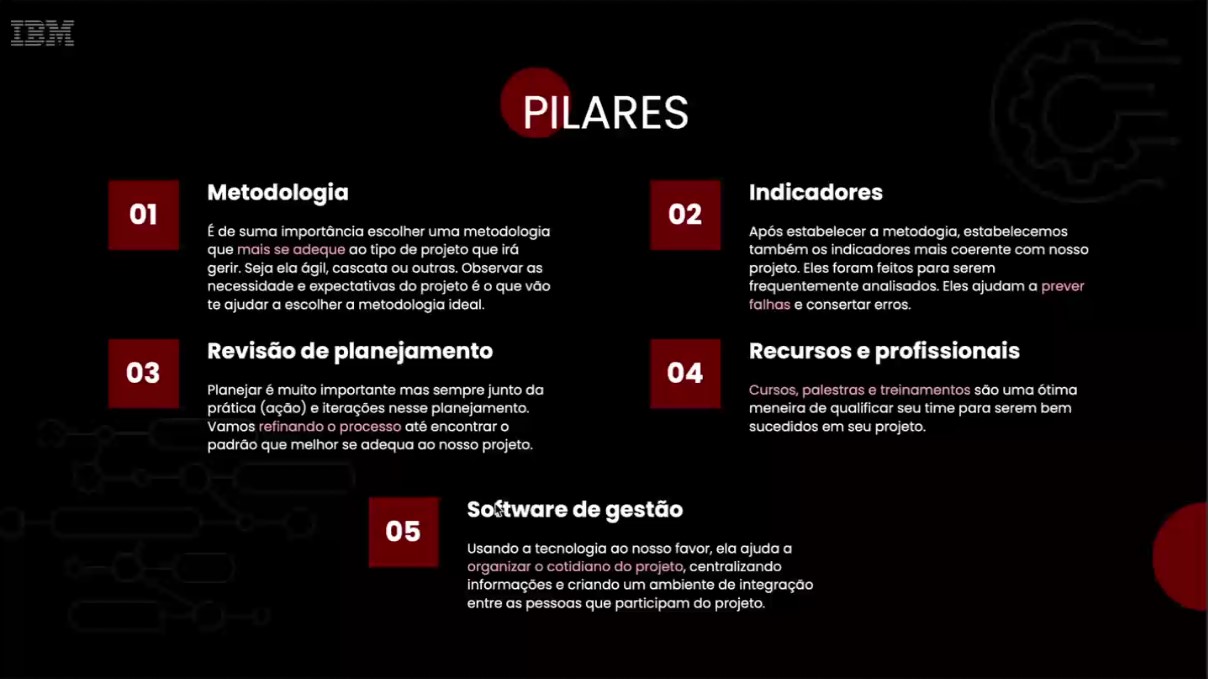 IBM
PILARES
01
Metodologia
É de suma importância escolher uma metodologia
que mais se adeque ao tipo de projeto que irá
gerir. Seja ela ágil, cascata ou outras. Observar as
necessidade e expectativas do projeto é o que vão
te ajudar a escolher a metodologia ideal.
02
Indicadores
Após estabelecer a metodogia, estabelecemos
também os indicadores mais coerente com nosso
projeto. Eles foram feitos para serem
frequentemente analisados. Eles ajudam a prever
falhas e consertar erros.
03
Revisão de planejamento
Planejar é muito importante mas sempre junto da
prática (ação) e iterações nesse planejamento.
Vamos refinando o processo até encontrar o
padrão que melhor se adequa ao nosso projeto.
04
Recursos e profissionais
Cursos, palestras e treinamentos são uma ótima
meneira de qualificar seu time para serem bem
sucedidos em seu projeto.
05
Software de gestão
Usando a tecnologia ao nosso favor, ela ajuda a
organizar o cotidiano do projeto, centralizando
informações e criando um ambiente de integração
entre as pessoas que participam do projeto.